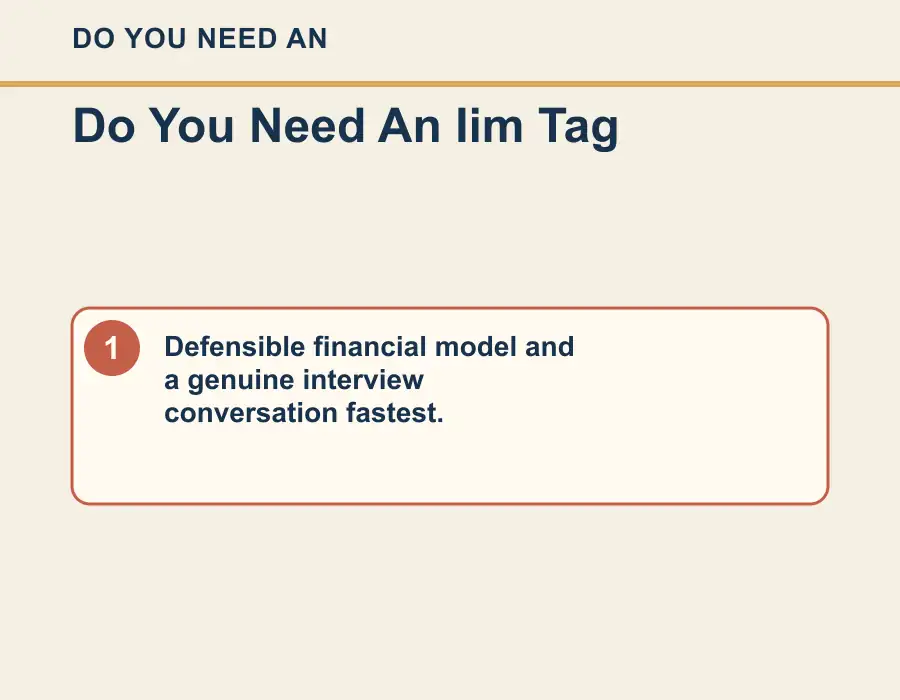 DO YOU NEED AN
Do You Need An Iim Tag
1
Defensible financial model and
a genuine interview
conversation fastest.